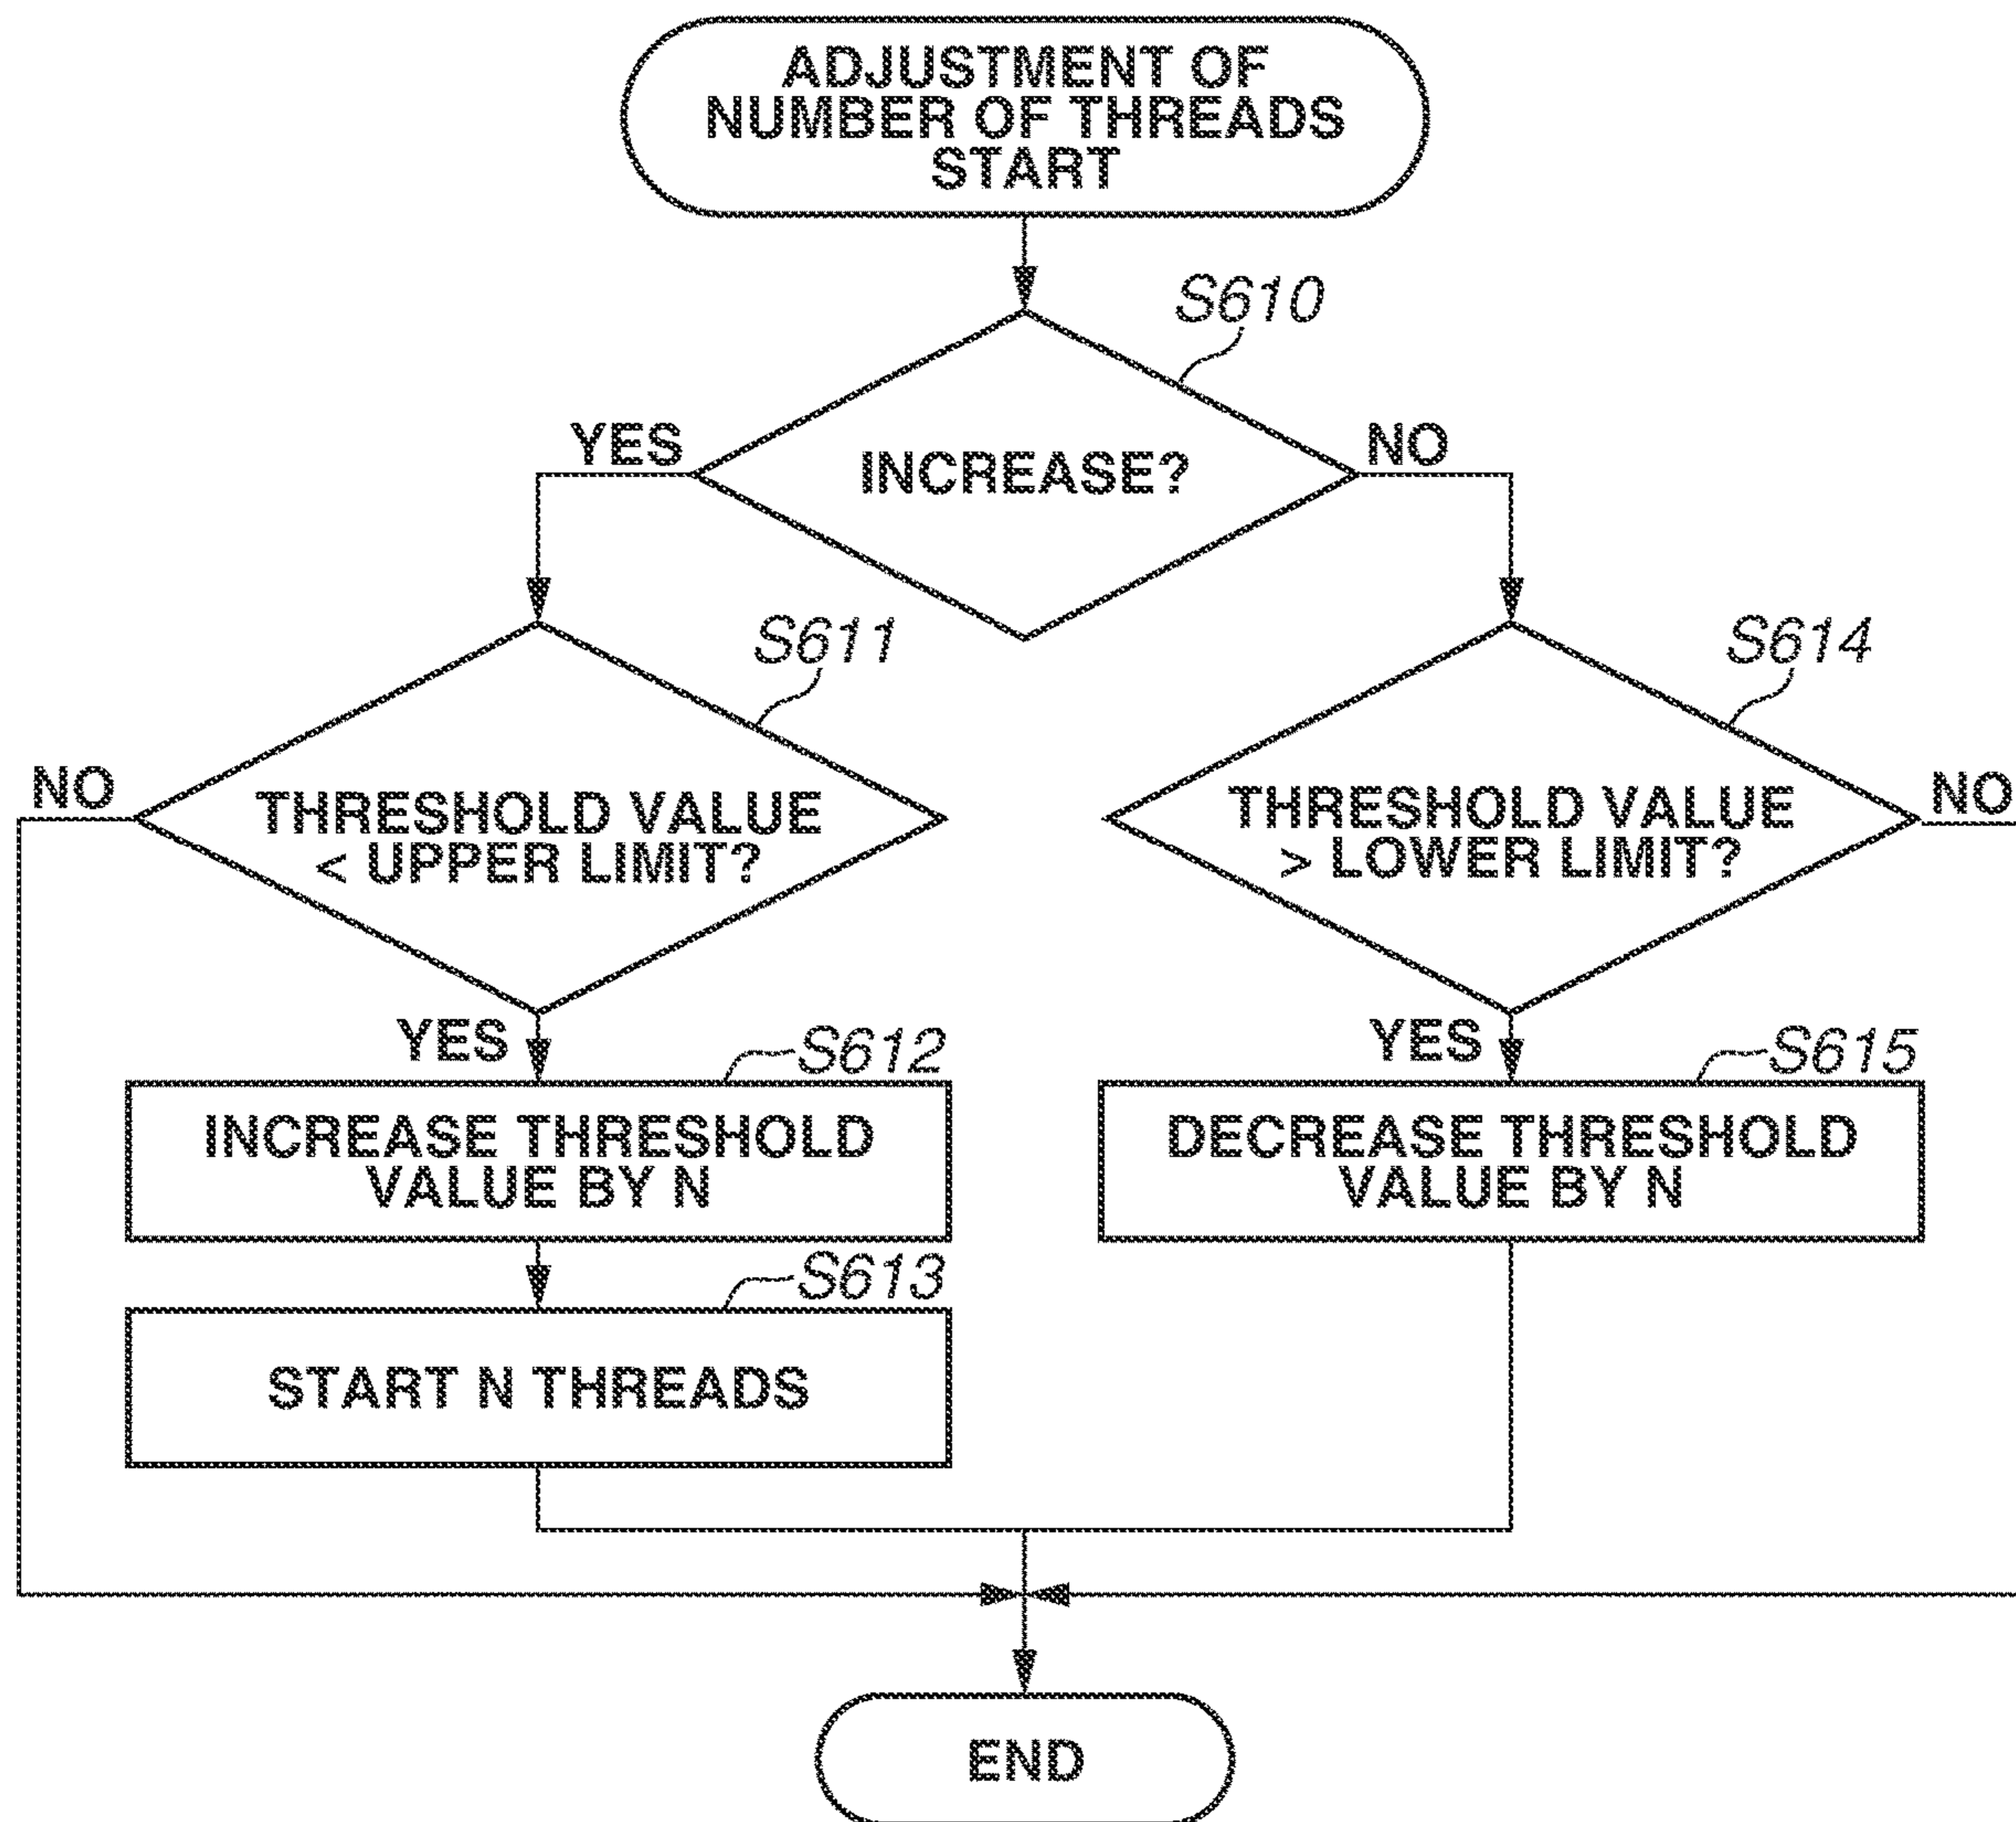 ADJUSTMENT OF
NUMBER OF THREADS
START
S610
YES
NO
INCREASE?
S611
S614
NO
THRESHOLD VALUE
< UPPER LIMIT?
THRESHOLD VALUE
> LOWER LIMIT?
NO
YES
S612
YES
S615
INCREASE THRESHOLD
VALUE BY N
DECREASE THRESHOLD
VALUE BY N
S613
START N THREADS
END